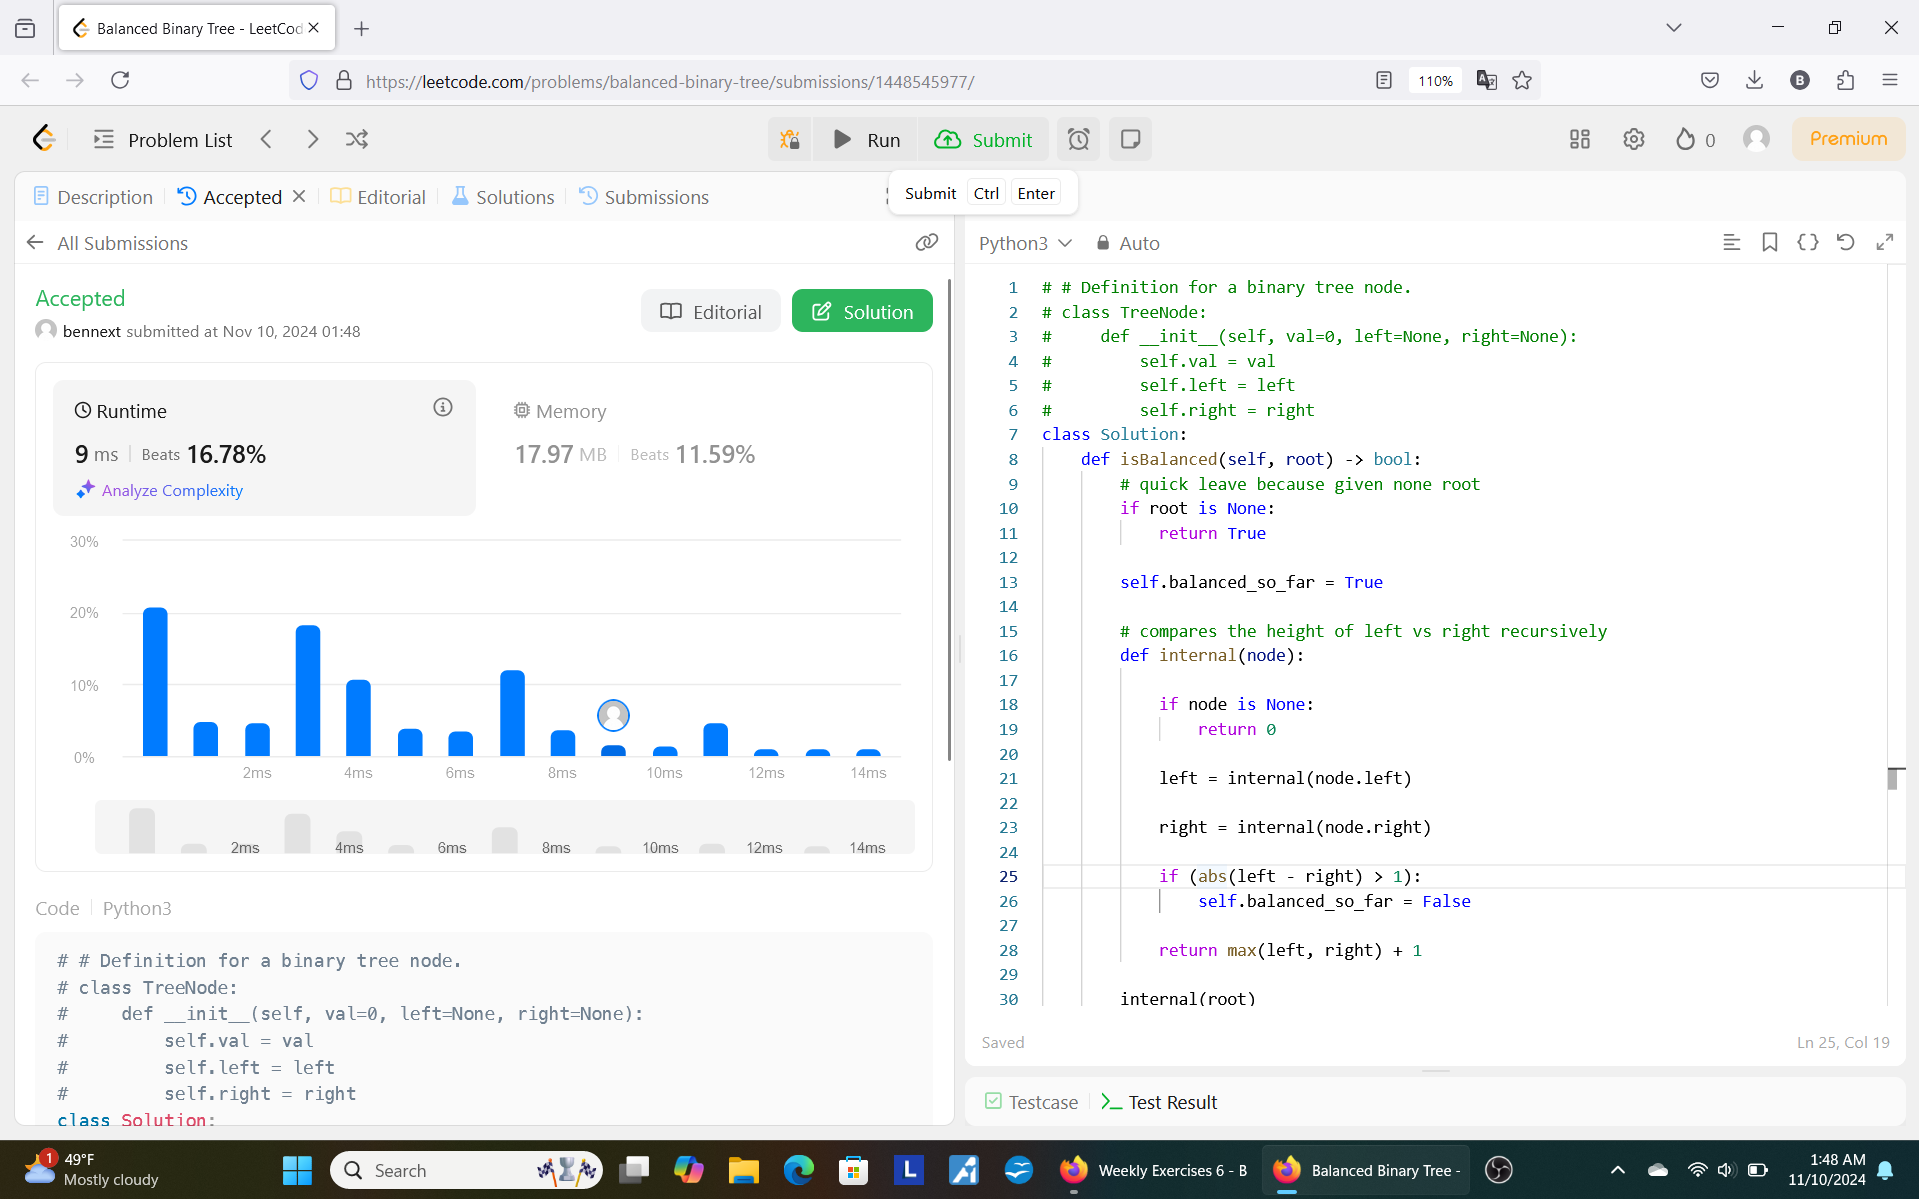 Balanced Binary Tree - LeetCod
https://leetcode.com/problems/balanced-binary-tree/submissions/1448545977/
110%
B
Problem List
Run
Submit
0
Premium
Description
Accepted
Editorial
Solutions
Submissions
Submit Ctrl Enter
All Submissions
Accepted
bennext submitted at Nov 10, 2024 01:48
Editorial
Solution
Runtime
9 ms | Beats 16.78%
Analyze Complexity
Memory
17.97 MB | Beats 11.59%
30%
20%
10%
0%
2ms 4ms 6ms 8ms 10ms 12ms 14ms
2ms 4ms 6ms 8ms 10ms 12ms 14ms
Code | Python3
# # Definition for a binary tree node.
# class TreeNode:
#     def __init__(self, val=0, left=None, right=None):
#         self.val = val
#         self.left = left
#         self.right = right
class Solution:
Python3
Auto
1 # # Definition for a binary tree node.
2 # class TreeNode:
3 #     def __init__(self, val=0, left=None, right=None):
4 #         self.val = val
5 #         self.left = left
6 #         self.right = right
7 class Solution:
8     def isBalanced(self, root) -> bool:
9         # quick leave because given none root
10         if root is None:
11             return True
12
13         self.balanced_so_far = True
14
15         # compares the height of left vs right recursively
16         def internal(node):
17
18             if node is None:
19                 return 0
20
21             left = internal(node.left)
22
23             right = internal(node.right)
24
25             if (abs(left - right) > 1):
26                 self.balanced_so_far = False
27
28             return max(left, right) + 1
29
30         internal(root)
Saved
Ln 25, Col 19
Testcase
Test Result
1
49°F
Mostly cloudy
Search
L
Weekly Exercises 6 - B
Balanced Binary Tree -
1:48 AM
11/10/2024